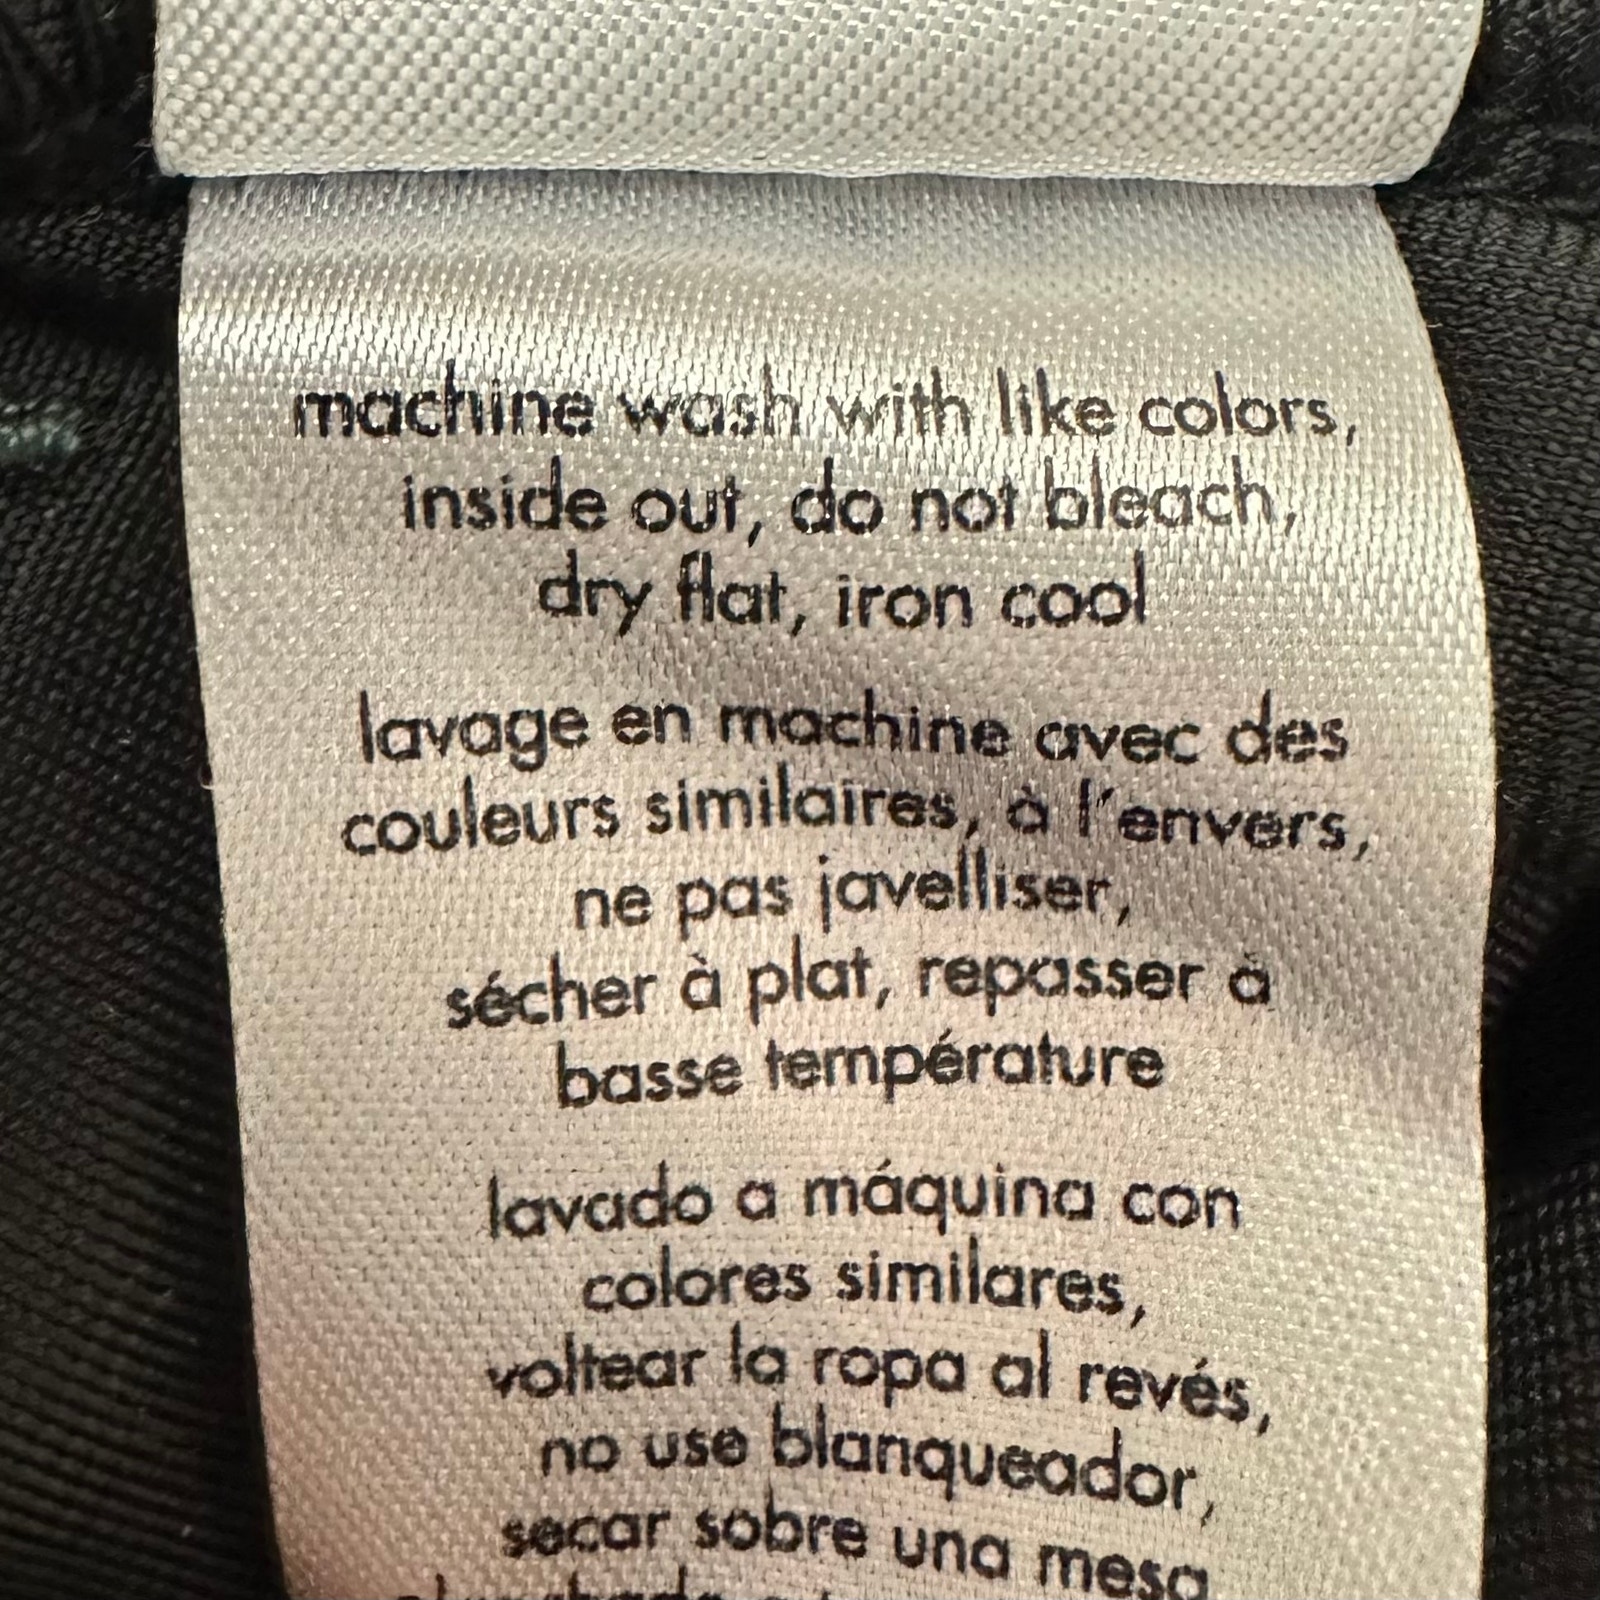 machine wash with like colors,
inside out, do not bleach,
dry flat, iron cool
lavage en machine avec des
couleurs similaires, à l'envers,
ne pas javelliser,
sécher à plat, repasser à
basse température
lavado a máquina con
colores similares,
voltear la ropa al revés,
no use blanqueador,
secar sobre una mesa